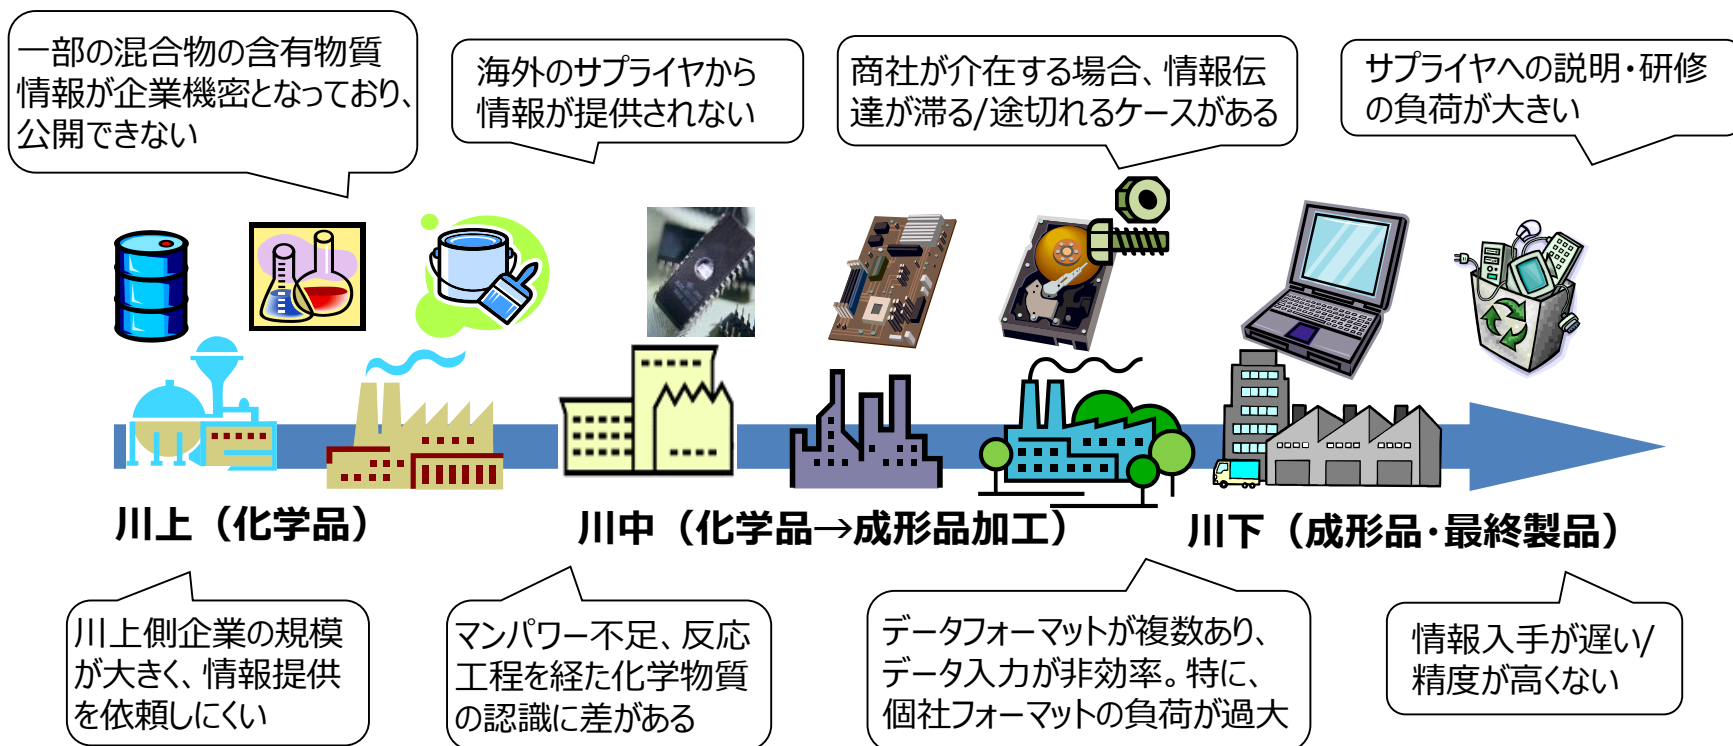 一部の混合物の含有物質
情報が企業機密となっており、
公開できない
海外のサプライヤから
情報が提供されない
商社が介在する場合、情報伝
達が滞る/途切れるケースがある
サプライヤへの説明・研修
の負荷が大きい
川上（化学品）
川中（化学品→成形品加工）
川下（成形品・最終製品）
川上側企業の規模
が大きく、情報提供
を依頼しにくい
マンパワー不足、反応
工程を経た化学物質
の認識に差がある
データフォーマットが複数あり、
データ入力が非効率。特に、
個社フォーマットの負荷が過大
情報入手が遅い/
精度が高くない